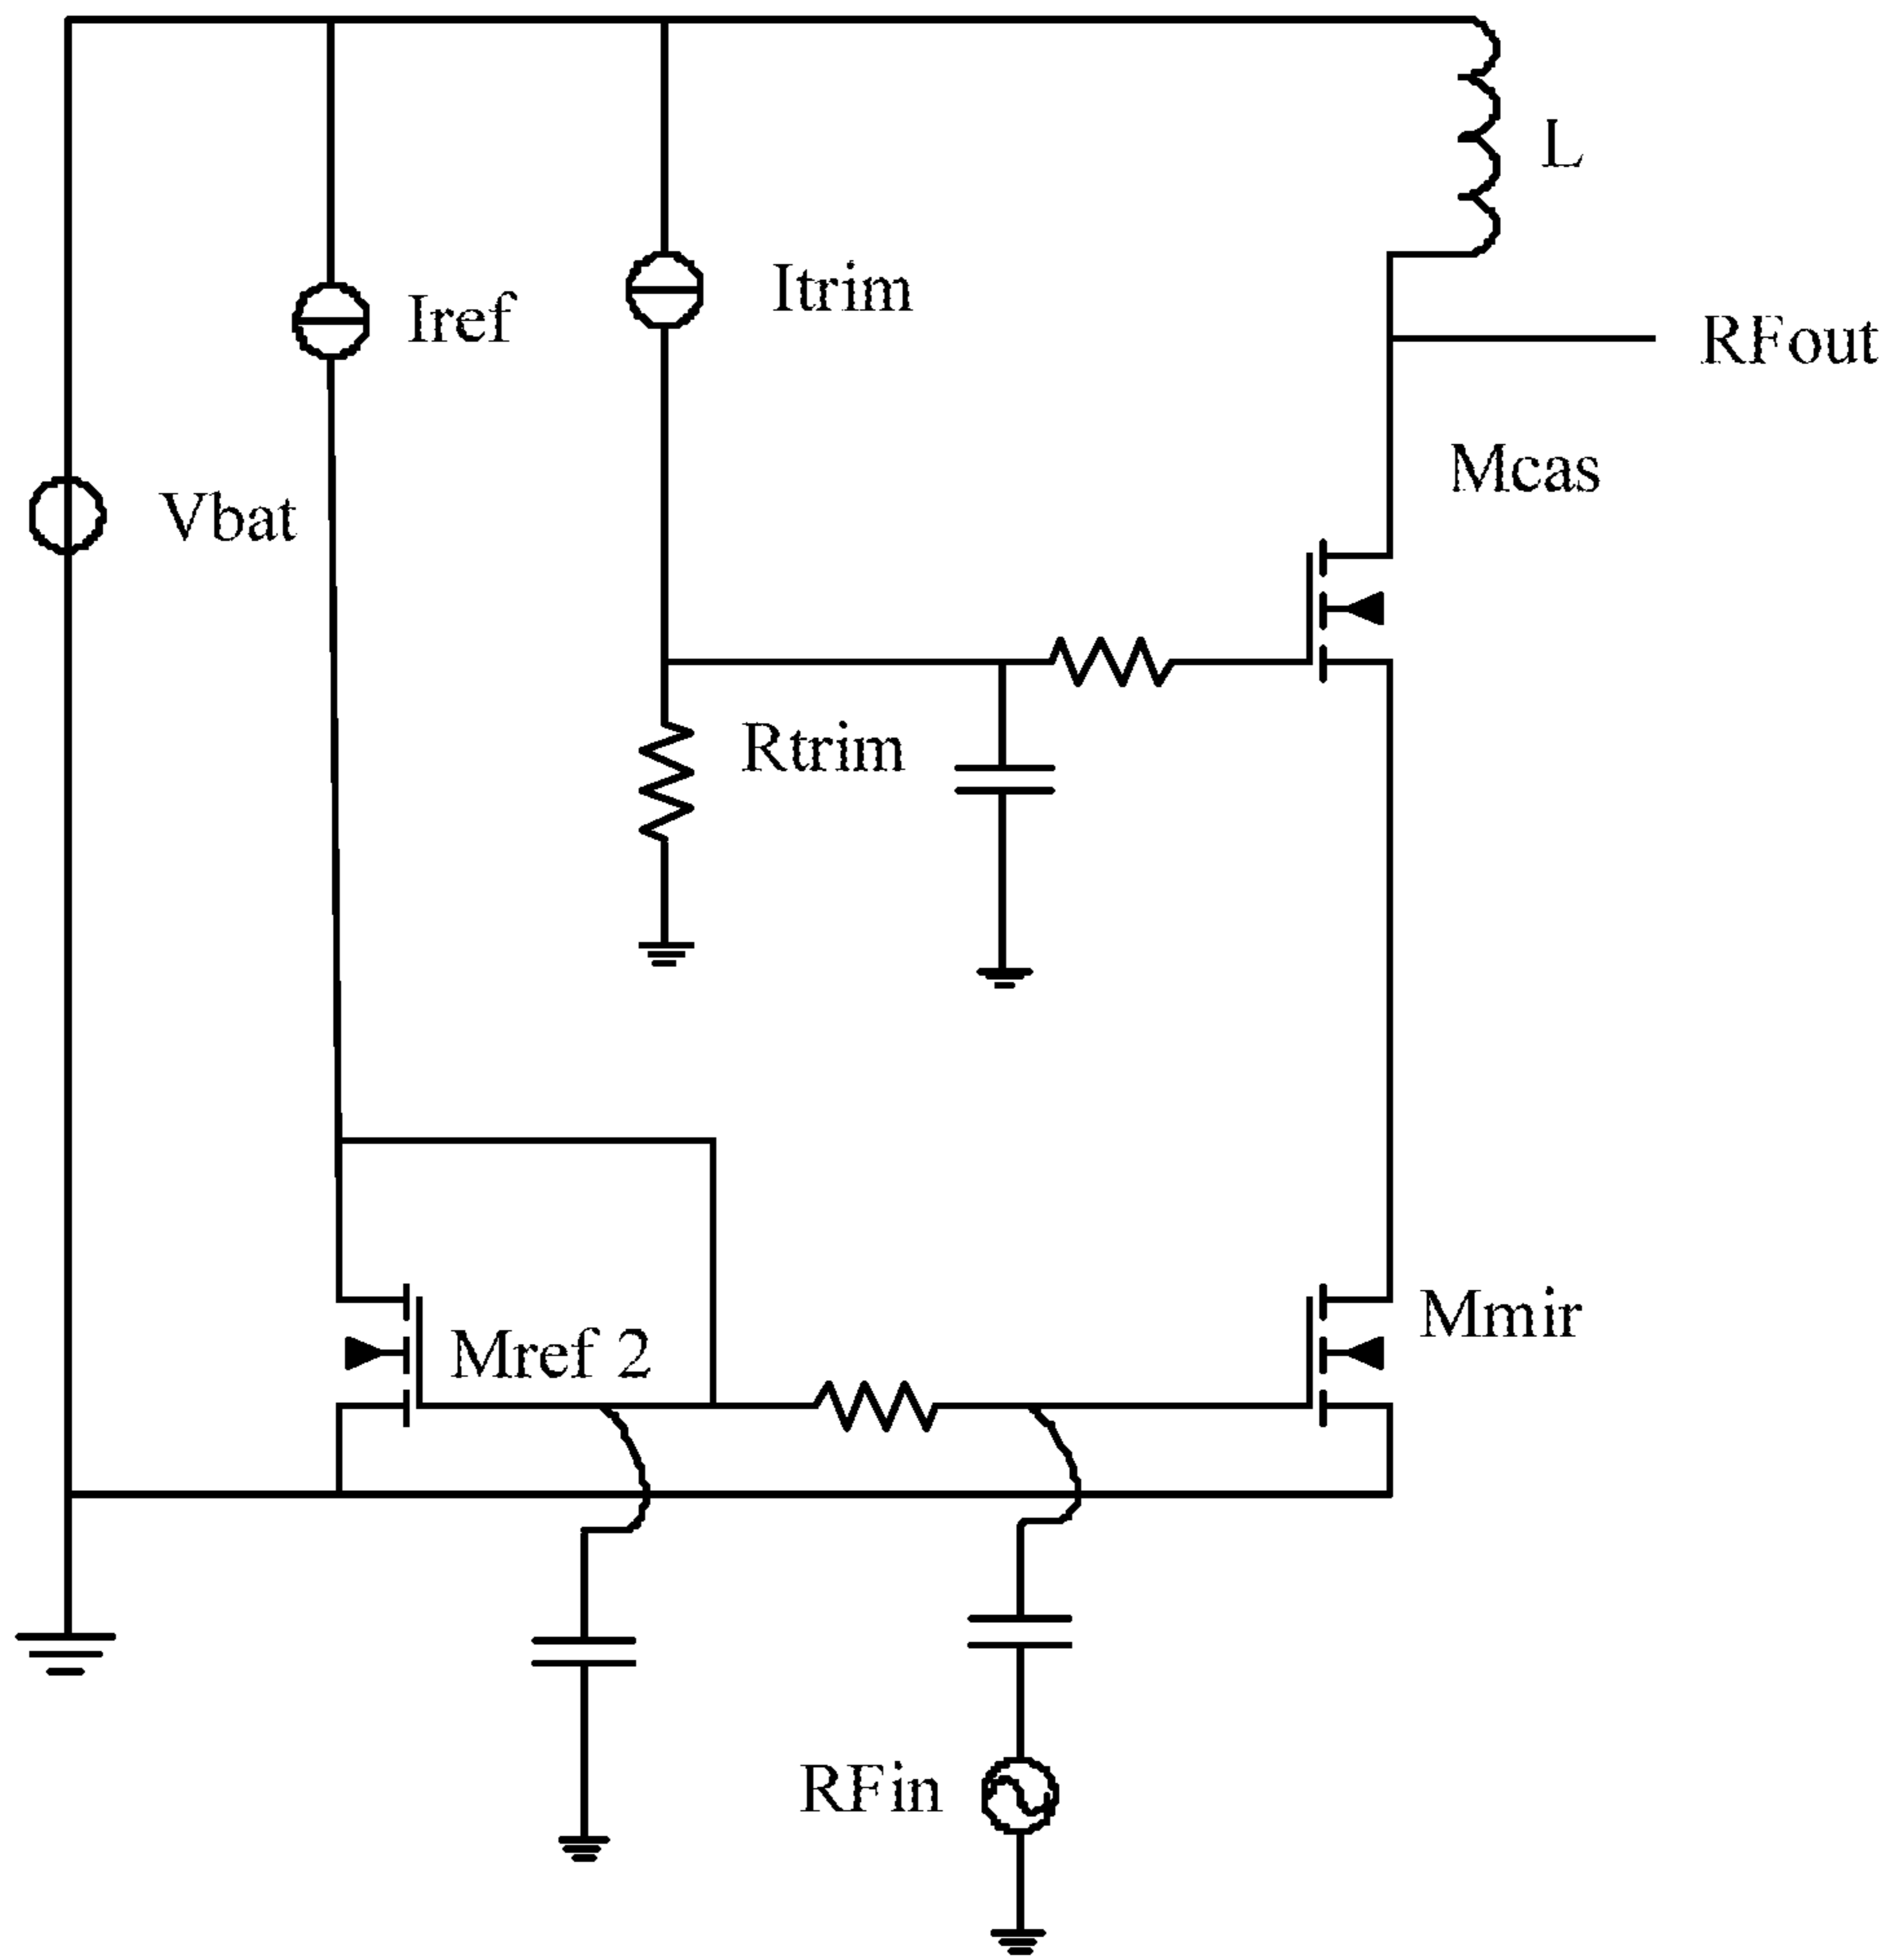 L
Itrim
Iref
RFout
Mcas
Vbat
Rtrim
Mmir
Mref 2
RFin